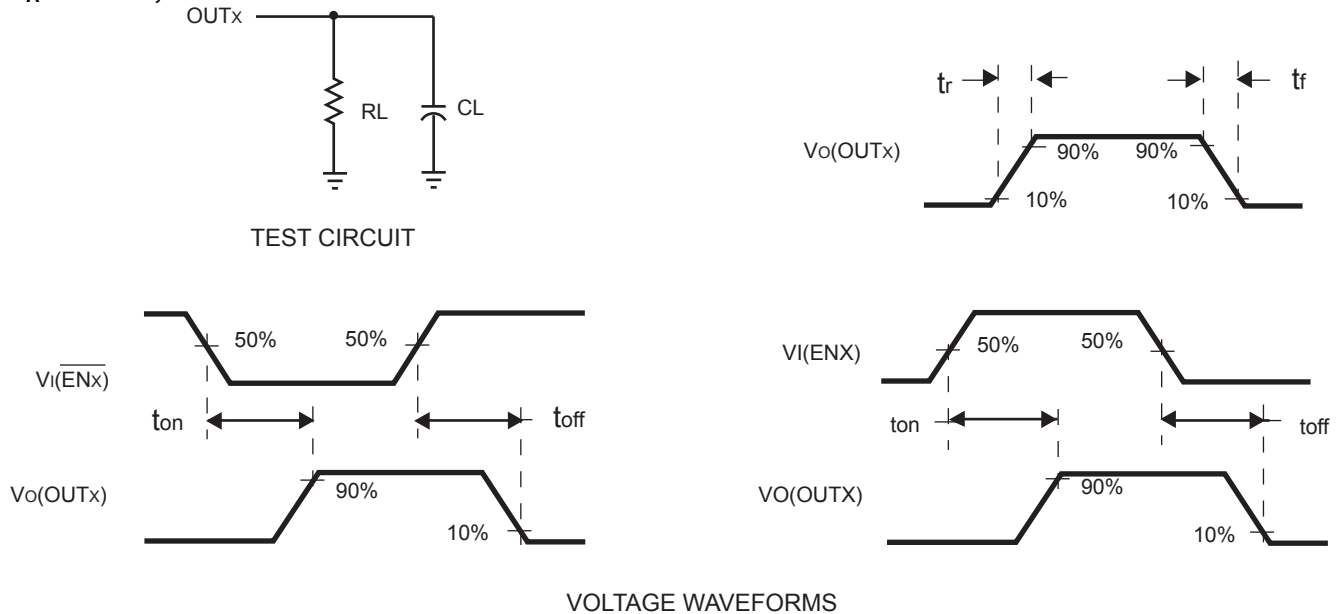 OUTx
RL
CL
TEST CIRCUIT
tr
tf
Vo(OUTx)
90%
90%
10%
10%
VI(ENx)
50%
50%
ton
toff
Vo(OUTx)
90%
10%
VI(ENX)
50%
50%
ton
toff
VO(OUTX)
90%
10%
VOLTAGE WAVEFORMS